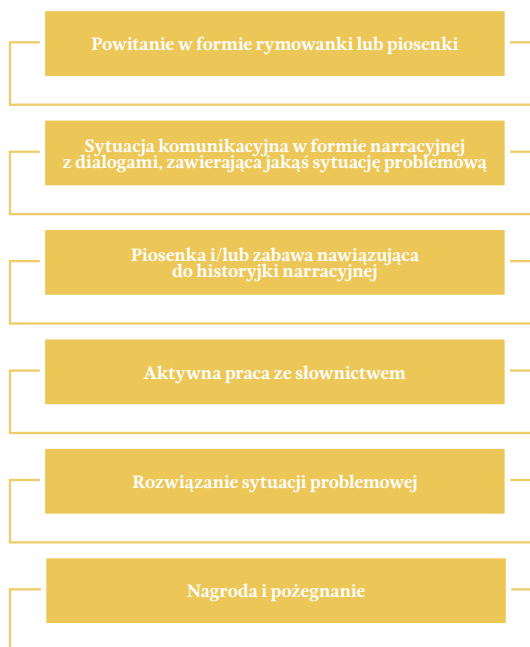 Powitanie w formie rymowanki lub piosenki
Sytuacja komunikacyjna w formie narracyjnej
z dialogami, zawierająca jakąś sytuację problemową
Piosenka i/lub zabawa nawiązująca
do historyjki narracyjnej
Aktywna praca ze słownictwem
Rozwiązanie sytuacji problemowej
Nagroda i pożegnanie